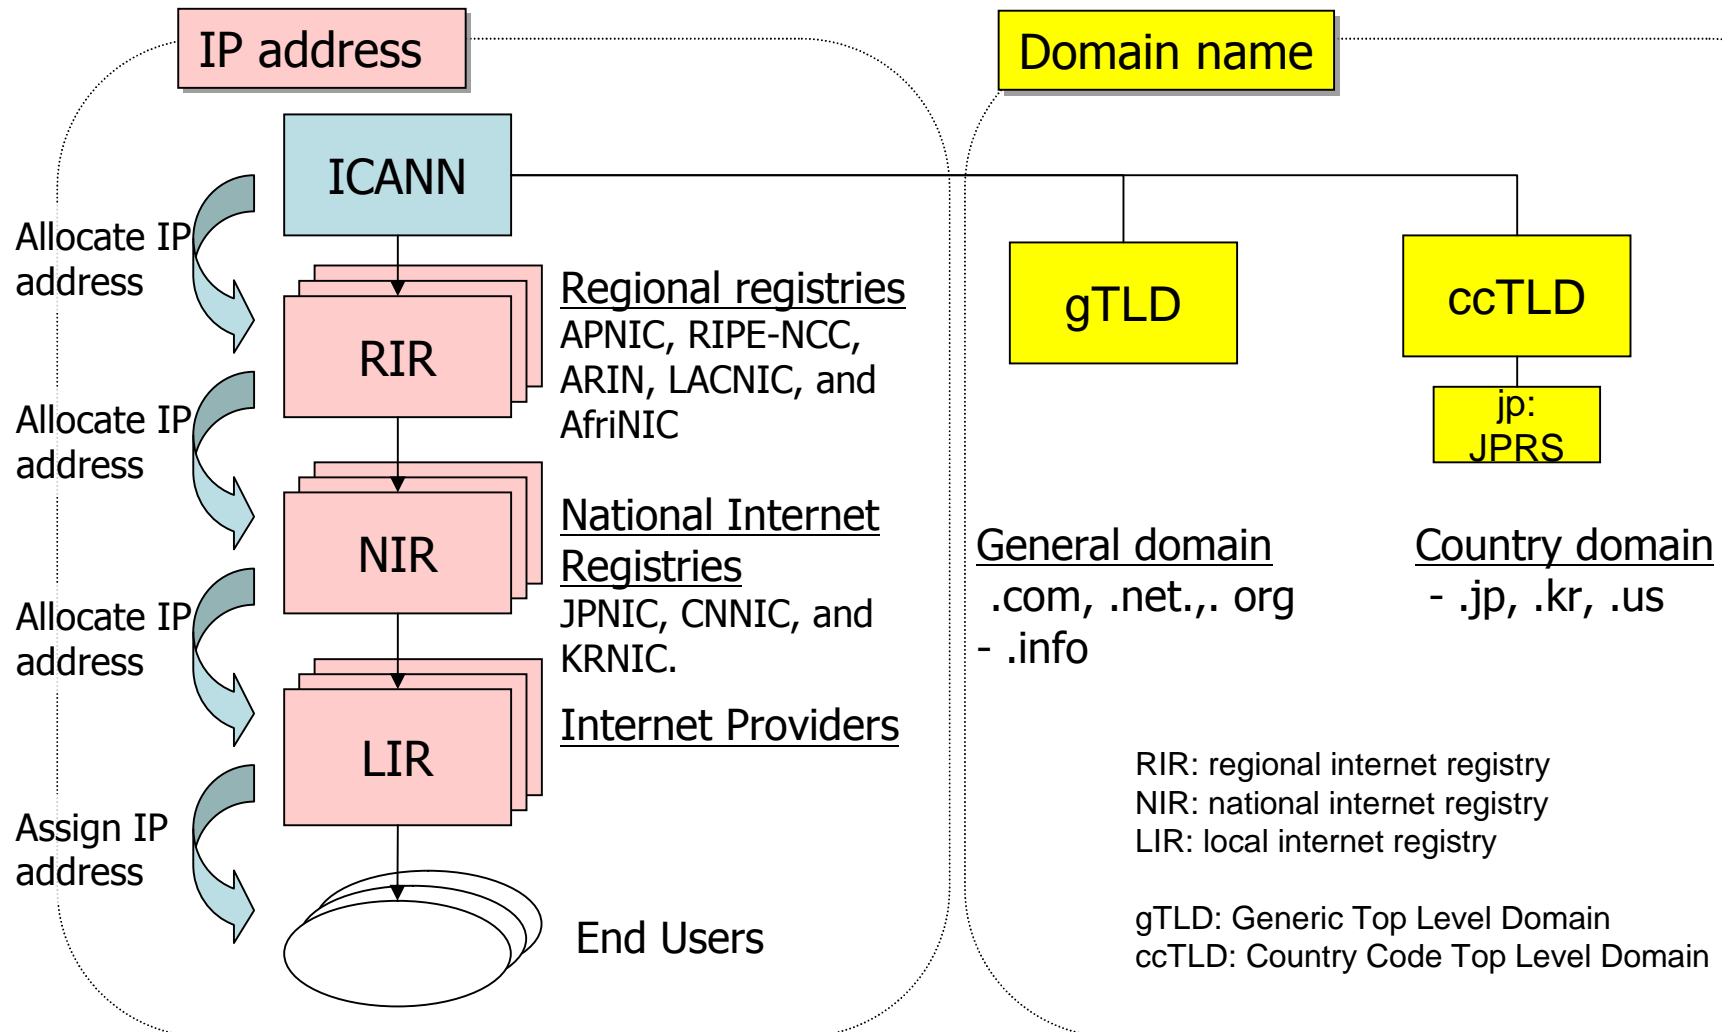 IP address
Domain name
ICANN
Allocate IP
address
RIR
Regional registries
APNIC, RIPE-NCC,
ARIN, LACNIC, and
AfriNIC
gTLD
ccTLD
jp:
JPRS
Allocate IP
address
NIR
National Internet
Registries
JPNIC, CNNIC, and
KRNIC.
General domain
.com, .net.,. org
- .info
Country domain
- .jp, .kr, .us
Allocate IP
address
LIR
Internet Providers
Assign IP
address
End Users
RIR: regional internet registry
NIR: national internet registry
LIR: local internet registry
gTLD: Generic Top Level Domain
ccTLD: Country Code Top Level Domain